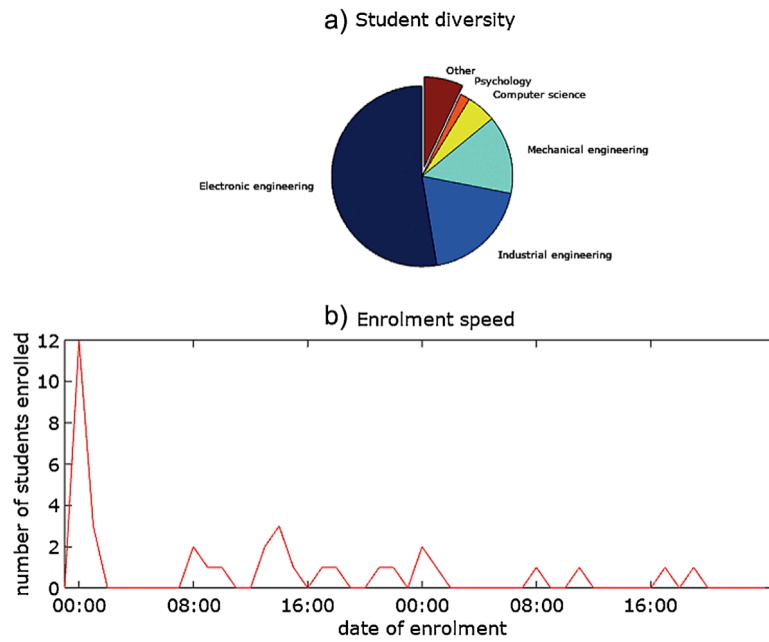 a) Student diversity
Other
Psychology
Computer science
Mechanical engineering
Electronic engineering
Industrial engineering
b) Enrolment speed
12
10
8
6
4
2
0
number of students enrolled
00:00 08:00 16:00 00:00 08:00 16:00
date of enrolment